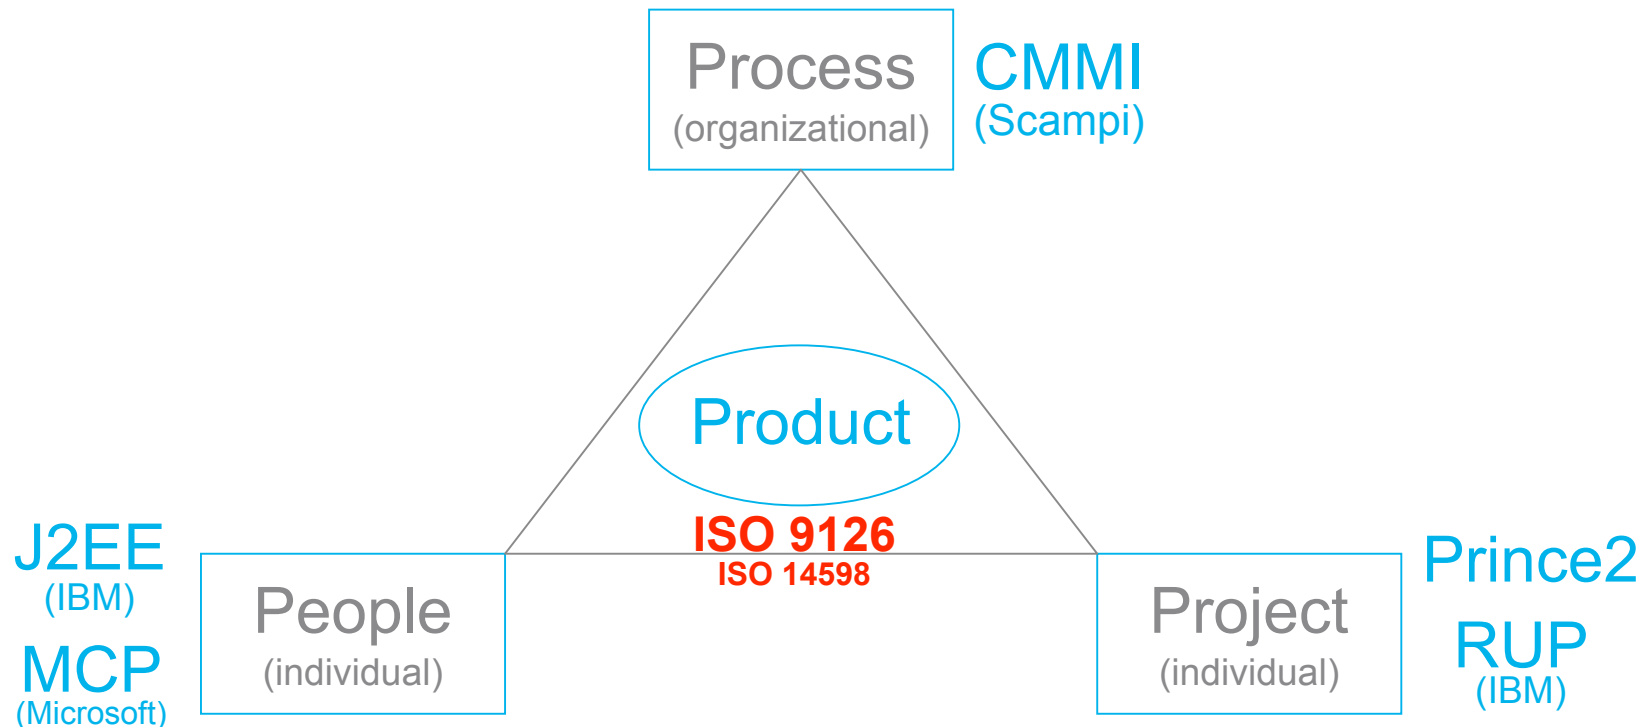 Process
(organizational)
CMMI
(Scampi)
Product
ISO 9126
ISO 14598
J2EE
(IBM)
MCP
(Microsoft)
People
(individual)
Project
(individual)
Prince2
RUP
(IBM)